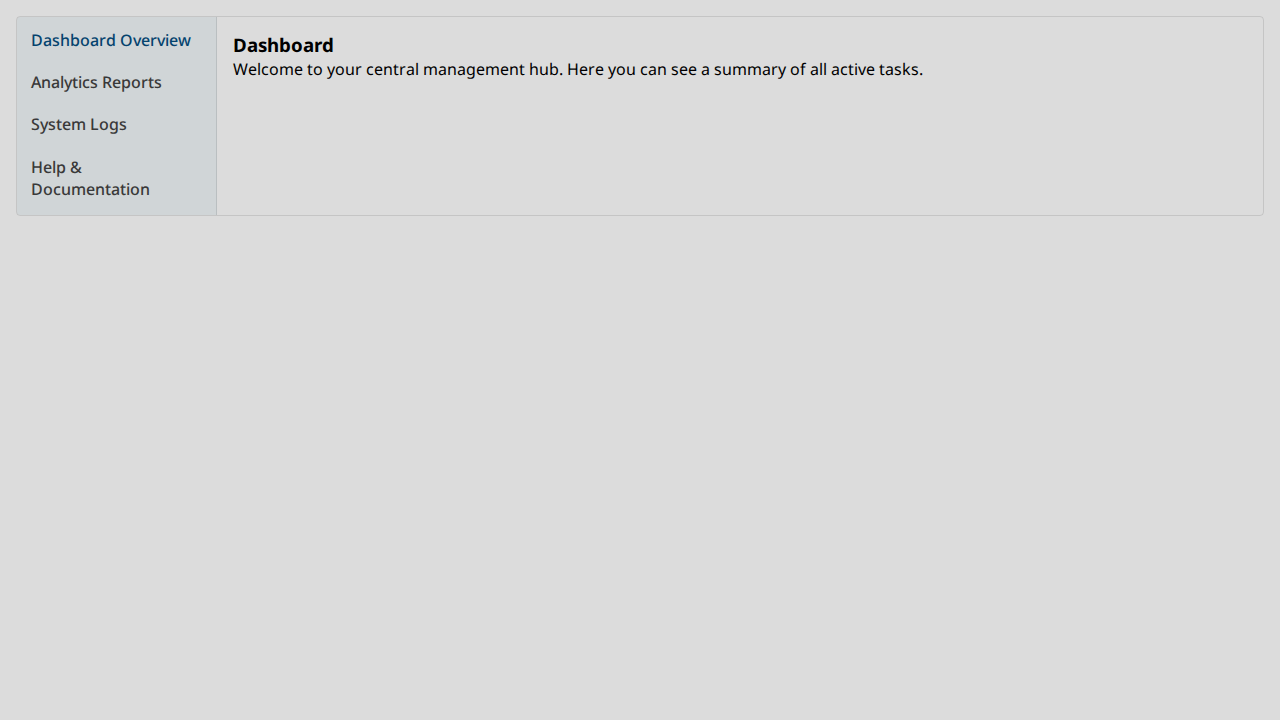 Dashboard Overview
Analytics Reports
System Logs
Help &
Documentation
Dashboard
Welcome to your central management hub. Here you can see a summary of all active tasks.